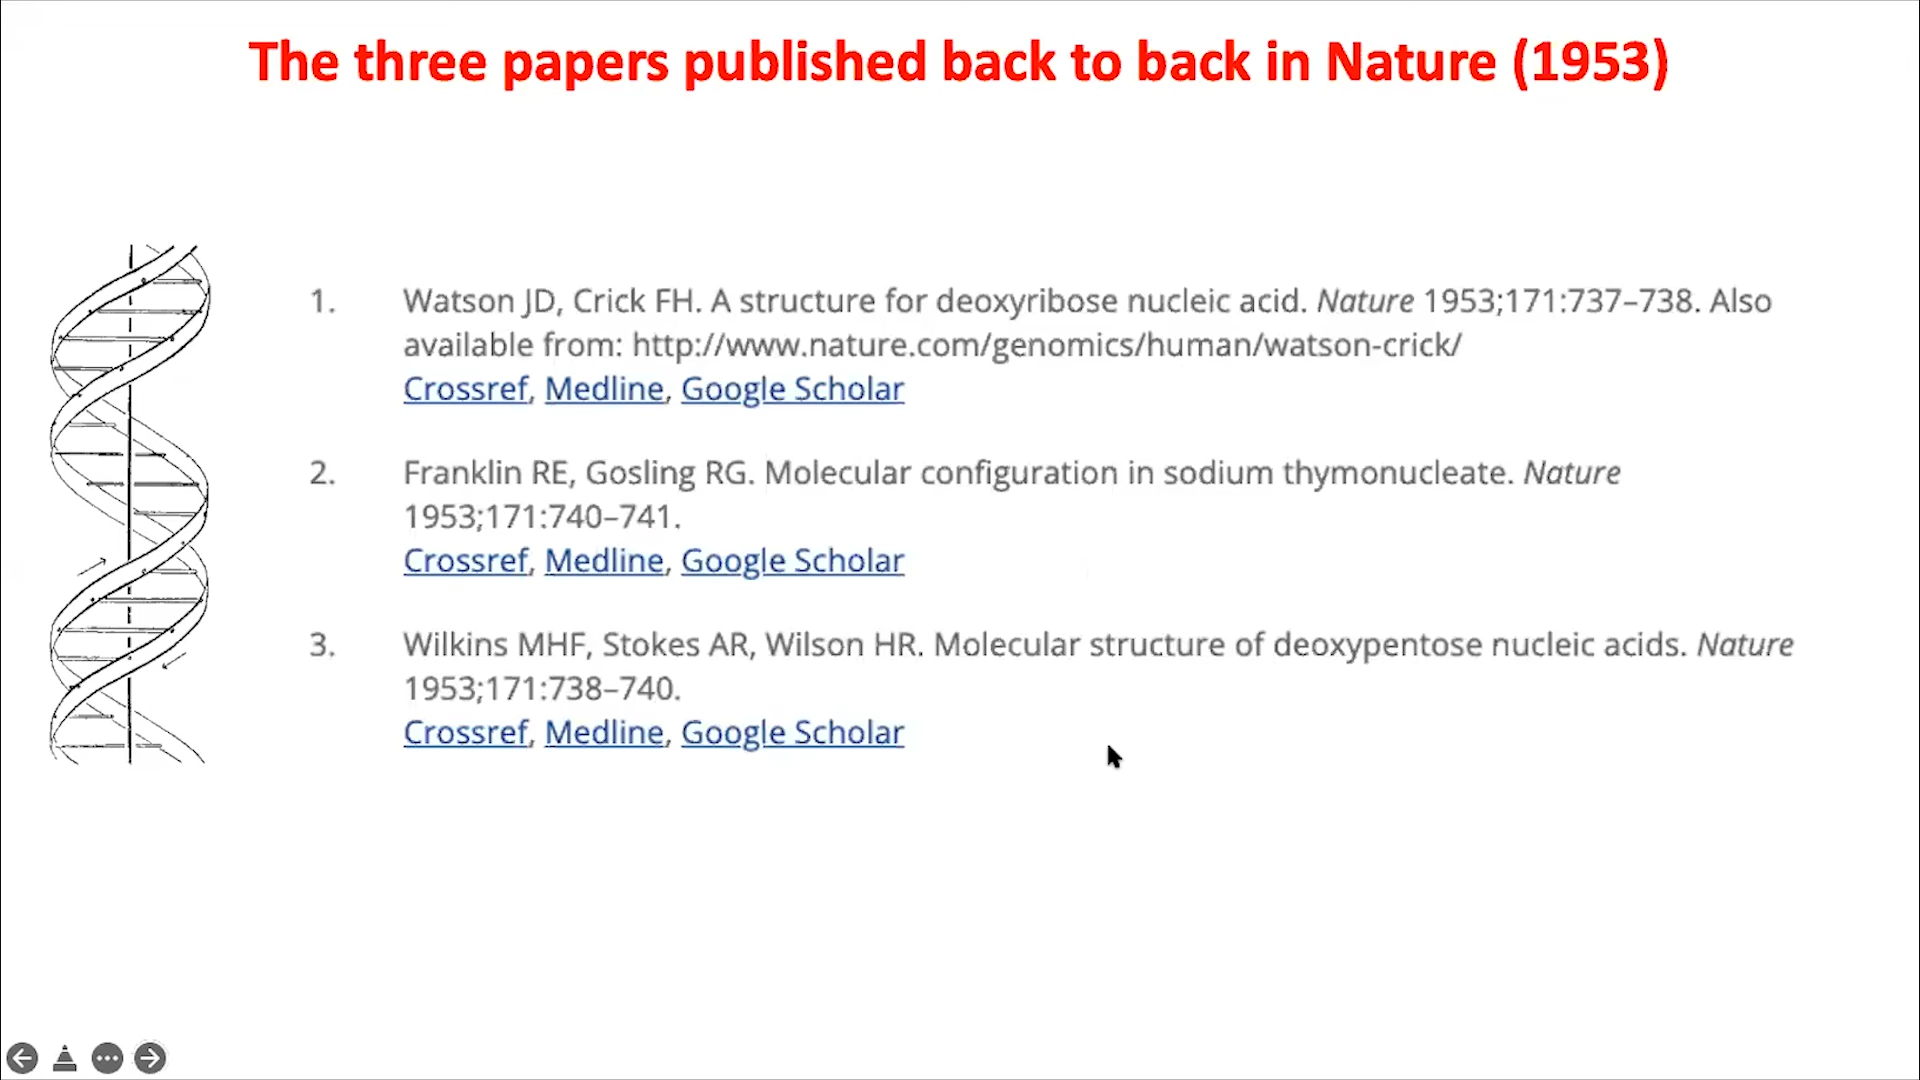 The three papers published back to back in Nature (1953)
1. Watson JD, Crick FH. A structure for deoxyribose nucleic acid. Nature 1953;171:737–738. Also
available from: http://www.nature.com/genomics/human/watson-crick/
Crossref, Medline, Google Scholar
2. Franklin RE, Gosling RG. Molecular configuration in sodium thymonucleate. Nature
1953;171:740–741.
Crossref, Medline, Google Scholar
3. Wilkins MHF, Stokes AR, Wilson HR. Molecular structure of deoxypentose nucleic acids. Nature
1953;171:738–740.
Crossref, Medline, Google Scholar